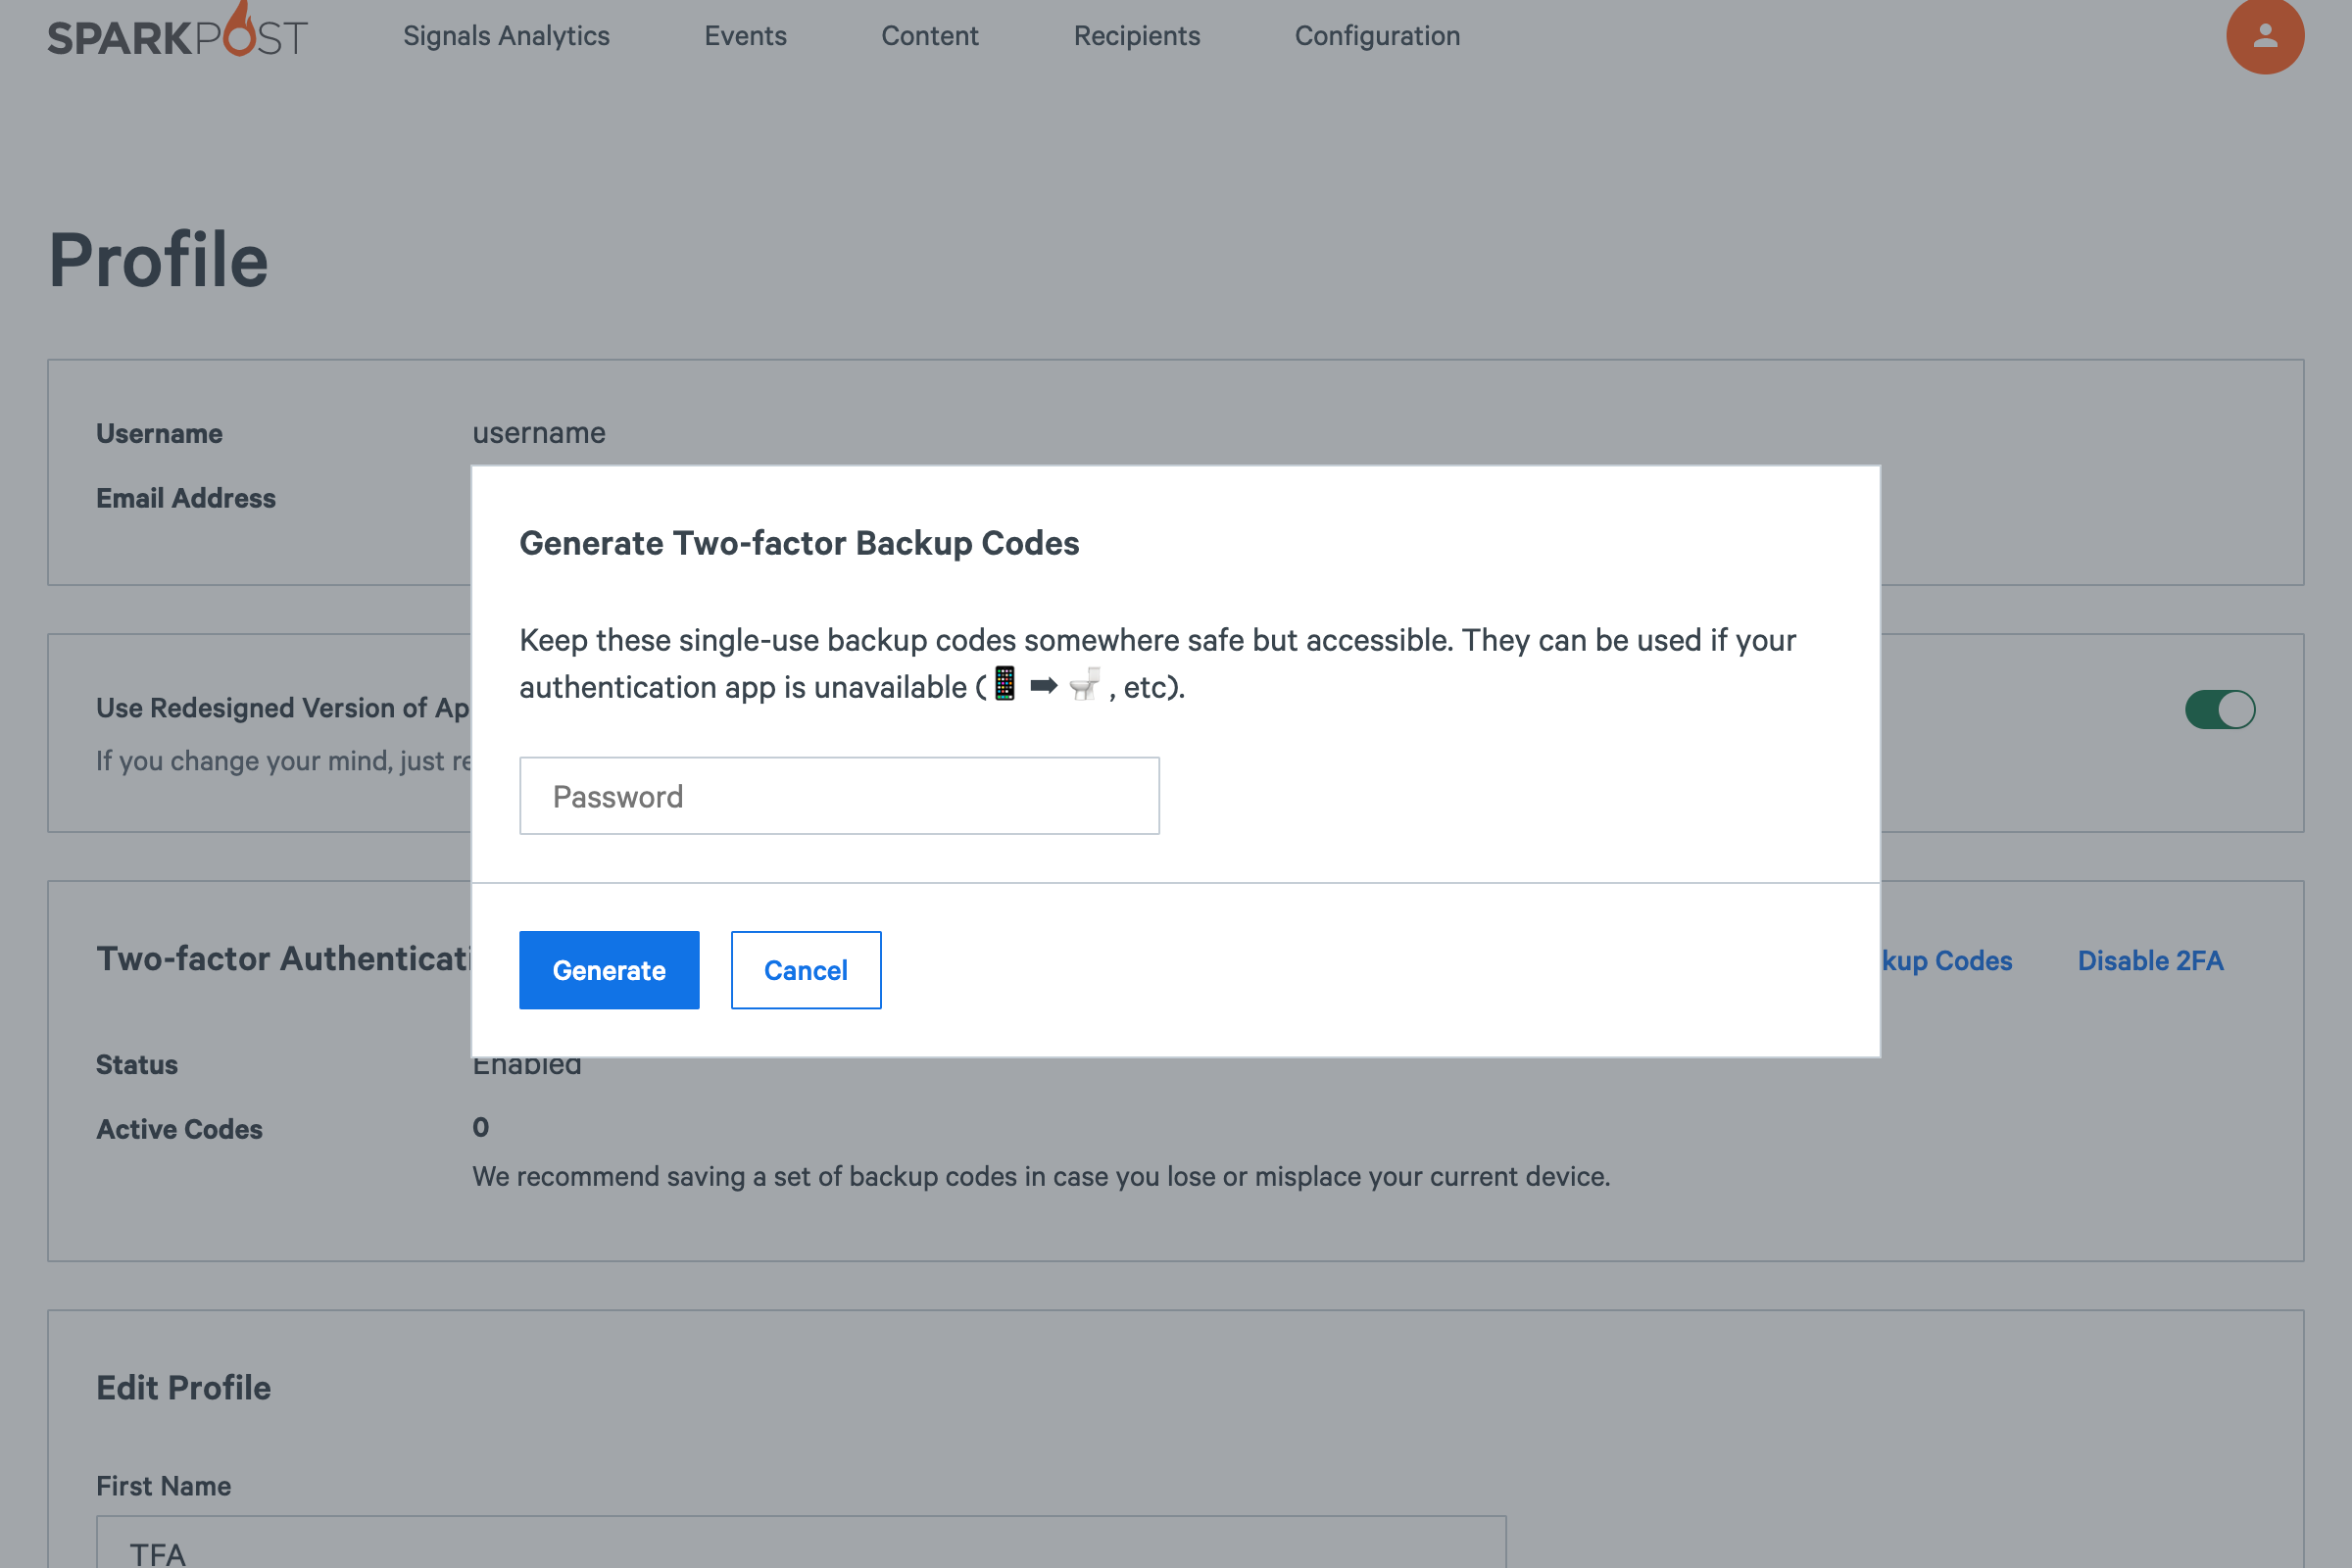 SPARKPOST
Signals Analytics Events Content Recipients Configuration
Profile
Username username
Email Address
Generate Two-factor Backup Codes
Keep these single-use backup codes somewhere safe but accessible. They can be used if your
authentication app is unavailable (📱 ➡ 🚽 , etc).
Use Redesigned Version of
If you change your mind, just
Password
Two-factor
Codes Disable 2FA
Generate Cancel
Status Enabled
Active Codes 0
We recommend saving a set of backup codes in case you lose or misplace your current device.
Edit Profile
First Name
TFA